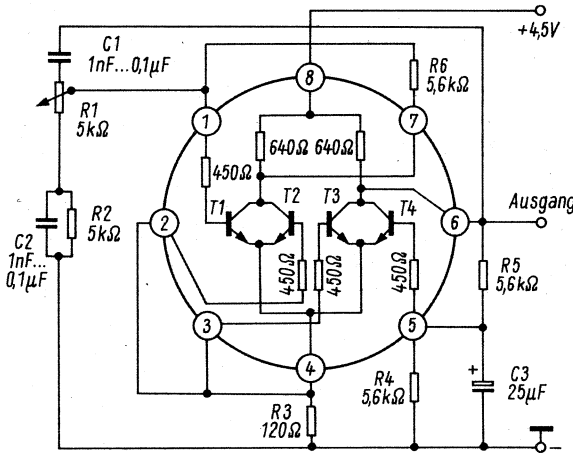 C1
1nF...0,1µF
R1
5kΩ
C2
1nF...
0,1µF
R2
5kΩ
+4,5V
R6
5,6kΩ
8
1
7
640Ω
640Ω
450Ω
T1
T2
T3
T4
2
6
Ausgang
450Ω
450Ω
450Ω
R5
5,6kΩ
3
5
4
R4
5,6kΩ
+
C3
25µF
R3
120Ω
–